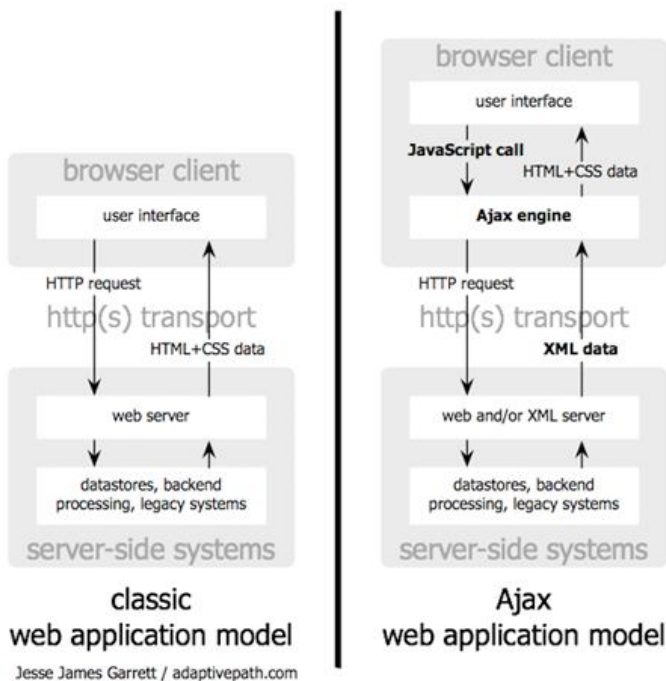 browser client
user interface
HTTP request
http(s) transport
HTML+CSS data
web server
datastores, backend
processing, legacy systems
server-side systems
classic
web application model
Jesse James Garrett / adaptivepath.com
browser client
user interface
JavaScript call
HTML+CSS data
Ajax engine
HTTP request
http(s) transport
XML data
web and/or XML server
datastores, backend
processing, legacy systems
server-side systems
Ajax
web application model